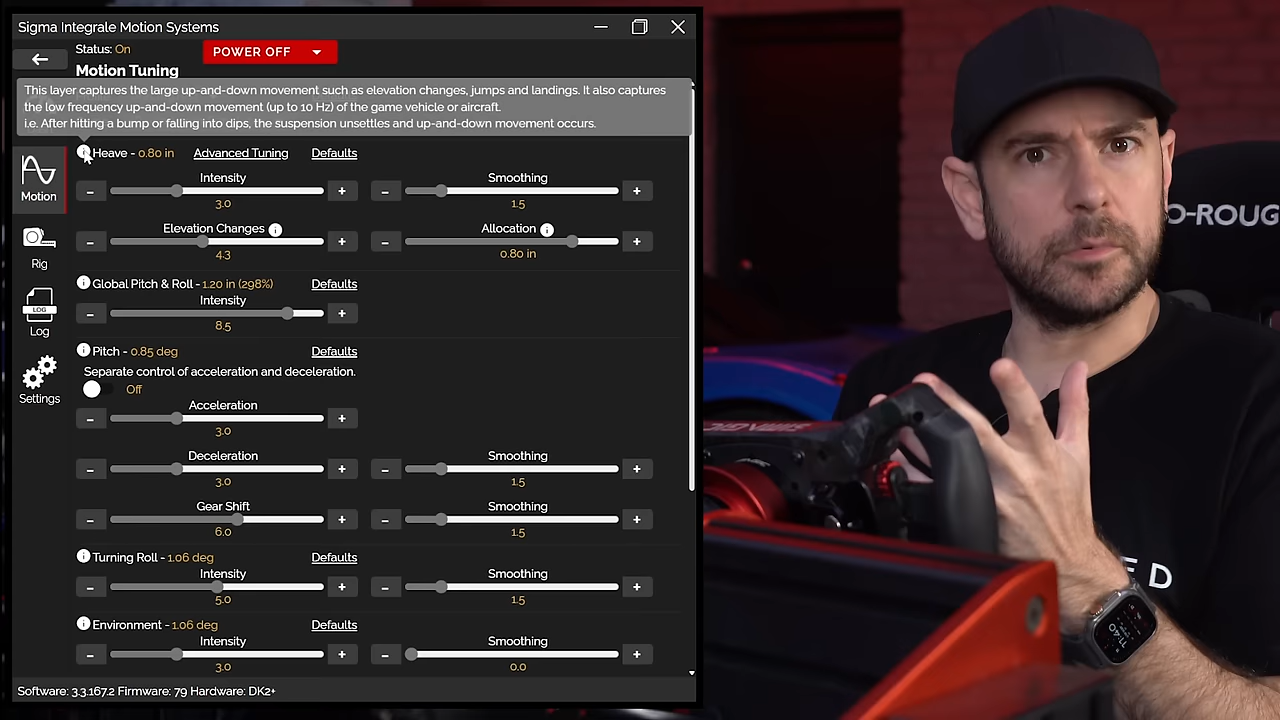 Sigma Integrale Motion Systems
Status: On
POWER OFF
Motion Tuning
This layer captures the large up-and-down movement such as elevation changes, jumps and landings. It also captures
the low frequency up-and-down movement (up to 10 Hz) of the game vehicle or aircraft.
i.e. After hitting a bump or falling into dips, the suspension unsettles and up-and-down movement occurs.
Heave - 0.80 in Advanced Tuning Defaults
Intensity Smoothing
3.0 1.5
Elevation Changes Allocation
4.3 0.80 in
Global Pitch & Roll - 1.20 in (298%) Defaults
Intensity
8.5
Pitch - 0.85 deg Defaults
Separate control of acceleration and deceleration.
Off
Acceleration
3.0
Deceleration Smoothing
3.0 1.5
Gear Shift Smoothing
6.0 1.5
Turning Roll - 1.06 deg Defaults
Intensity Smoothing
5.0 1.5
Environment - 1.06 deg Defaults
Intensity Smoothing
3.0 0.0
Motion
Rig
LOG
Log
Settings
Software: 3.3.167.2 Firmware: 79 Hardware: DK2+
O-ROUG
SIMAGIC
ED